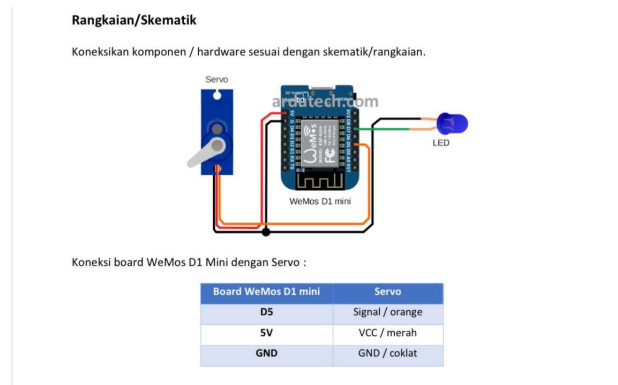 Rangkaian/Skematik
Koneksikan komponen / hardware sesuai dengan skematik/rangkaian.
Servo
ardutech.com
WeMos
LED
WeMos D1 mini
Koneksi board WeMos D1 Mini dengan Servo :
Board WeMos D1 mini Servo
D5 Signal / orange
5V VCC / merah
GND GND / coklat